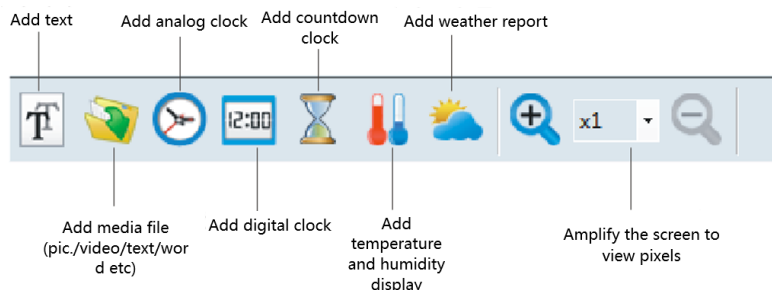 Add text
Add analog clock
Add countdown
clock
Add weather report
T
T
12:00
x1
Add media file
(pic./video/text/wor
d etc)
Add digital clock
Add
temperature
and humidity
display
Amplify the screen to
view pixels